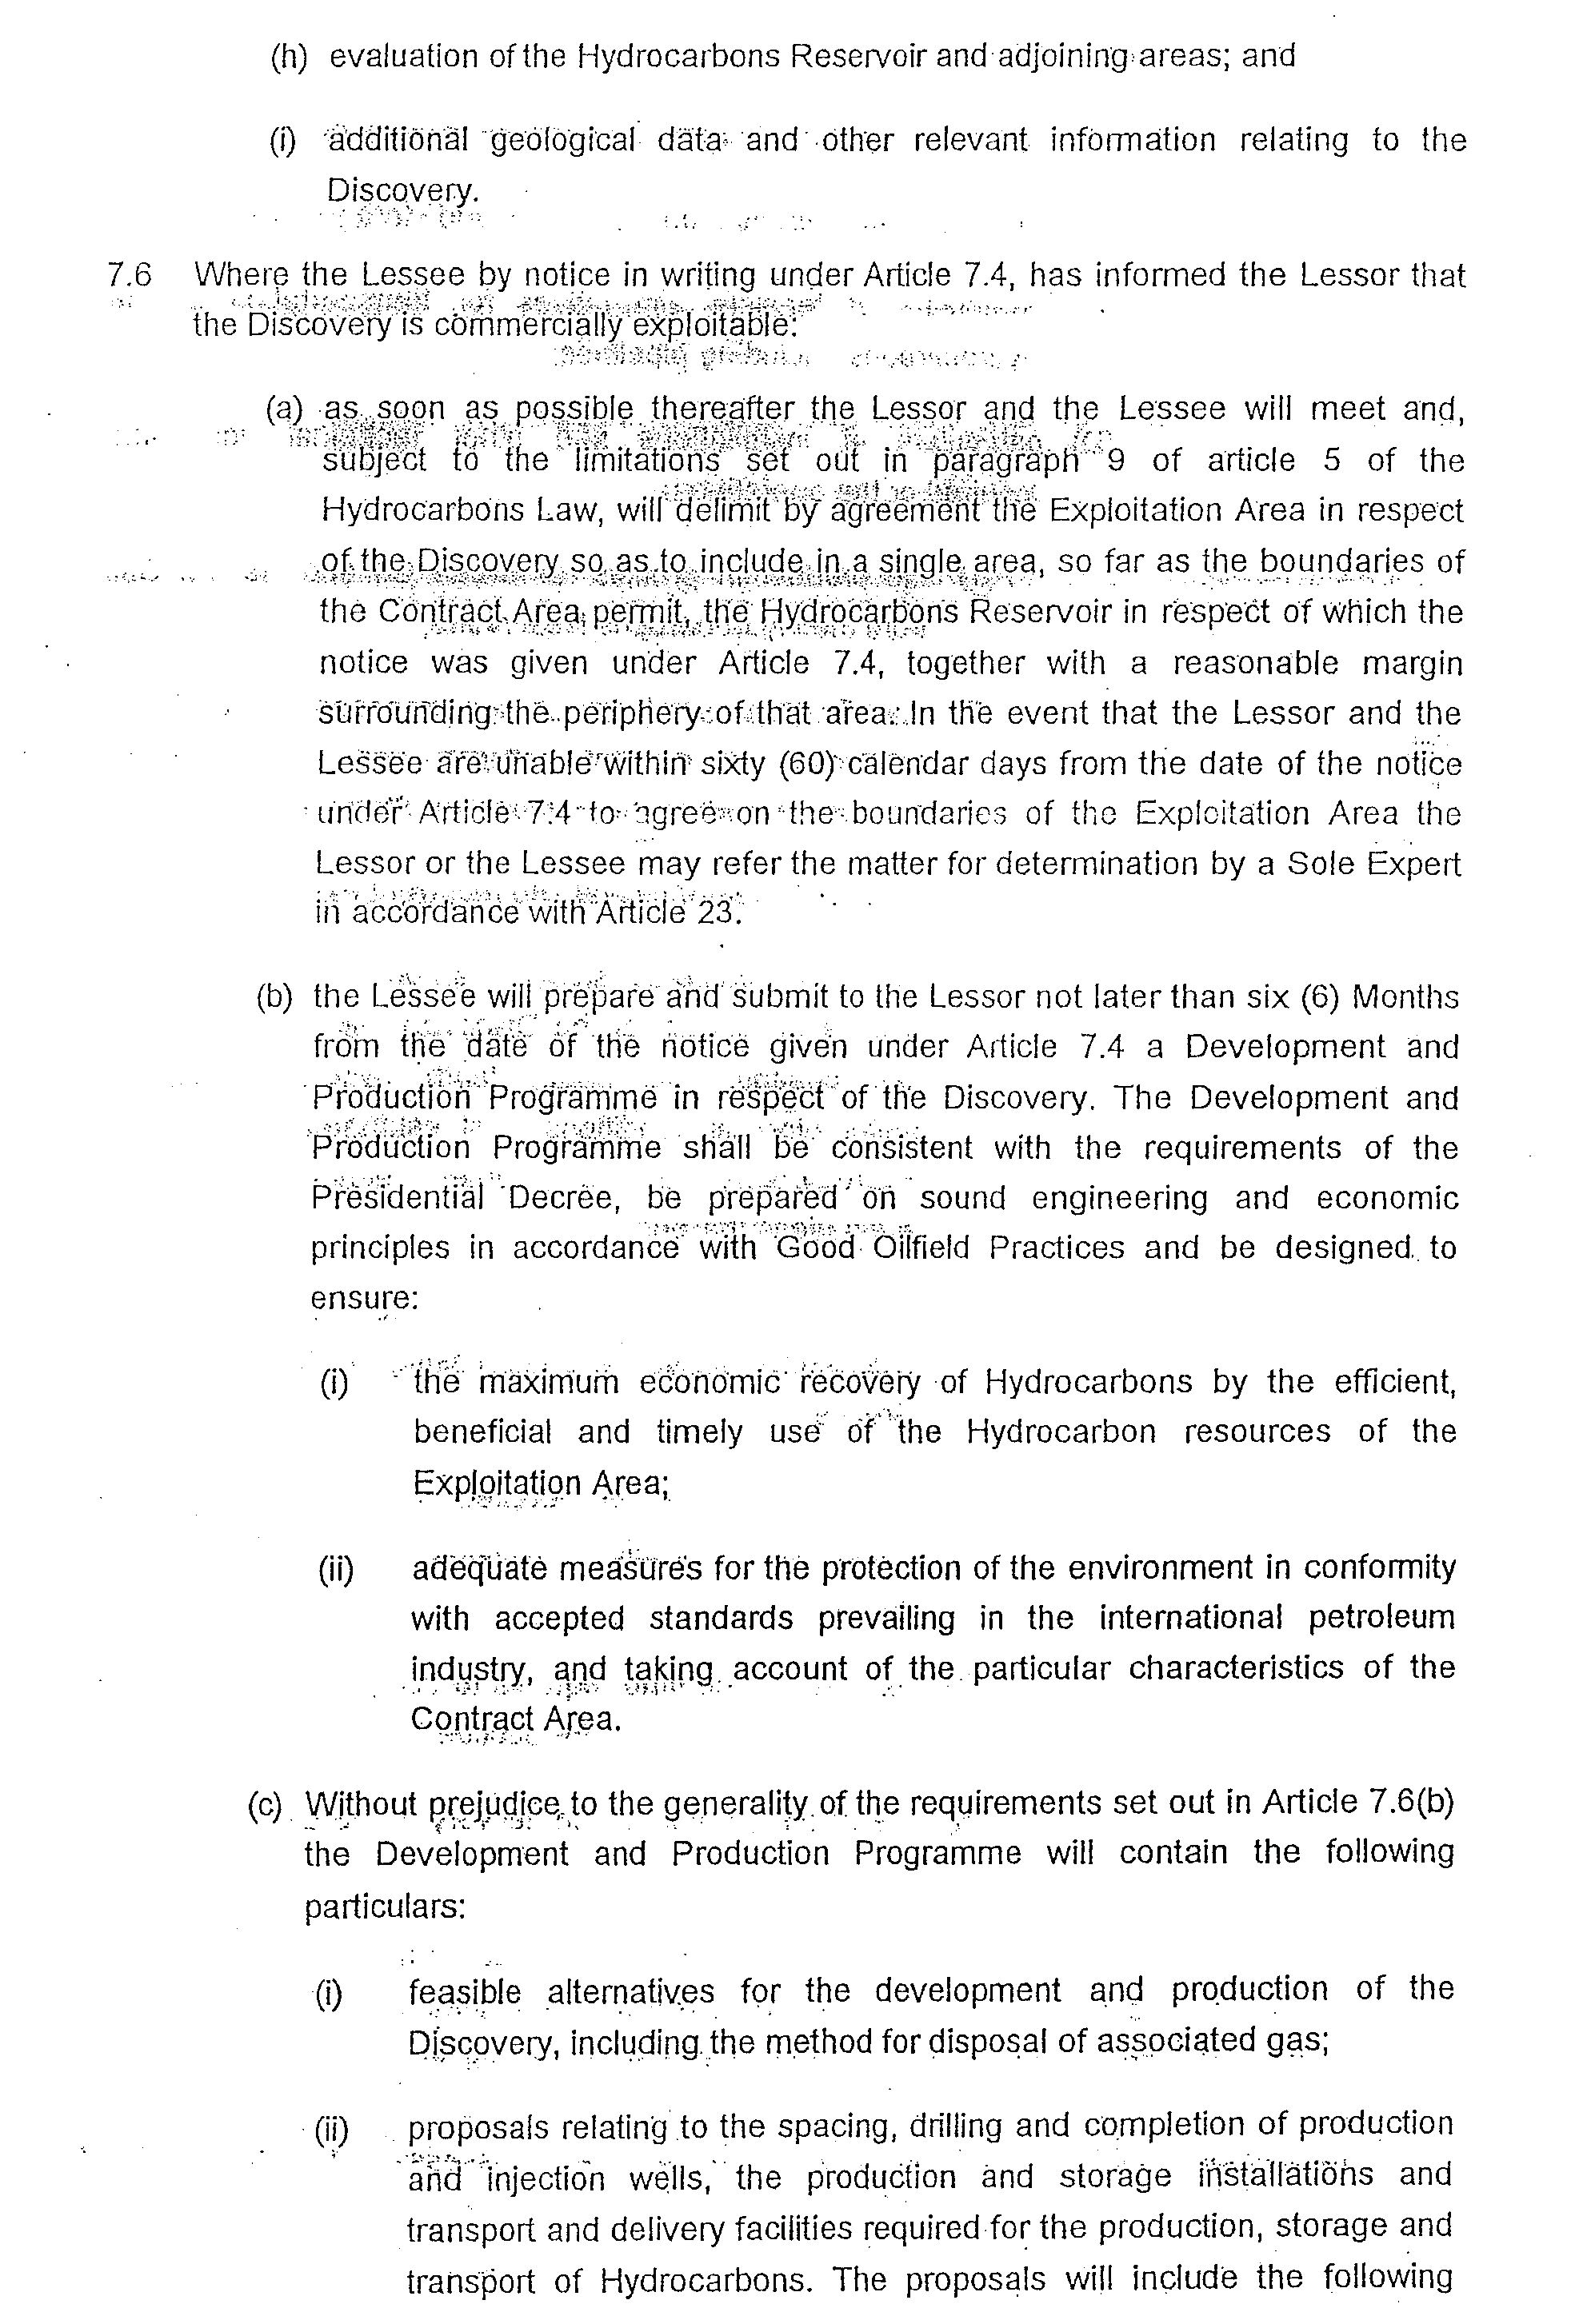 (h) evaluation of the Hydrocarbons Reservoir and adjoining areas; and
(i) additional geological data and other relevant information relating to the
Discovery.
7.6 Where the Lessee by notice in writing under Article 7.4, has informed the Lessor that
the Discovery is commercially exploitable:
(a) as soon as possible thereafter the Lessor and the Lessee will meet and,
subject to the limitations set out in paragraph 9 of article 5 of the
Hydrocarbons Law, will delimit by agreement the Exploitation Area in respect
of the Discovery so as to include in a single area, so far as the boundaries of
the Contract Area permit, the Hydrocarbons Reservoir in respect of which the
notice was given under Article 7.4, together with a reasonable margin
surrounding the periphery of that area. In the event that the Lessor and the
Lessee are unable within sixty (60) calendar days from the date of the notice
under Article 7.4 to agree on the boundaries of the Exploitation Area the
Lessor or the Lessee may refer the matter for determination by a Sole Expert
in accordance with Article 23.
(b) the Lessee will prepare and submit to the Lessor not later than six (6) Months
from the date of the notice given under Article 7.4 a Development and
Production Programme in respect of the Discovery. The Development and
Production Programme shall be consistent with the requirements of the
Presidential Decree, be prepared on sound engineering and economic
principles in accordance with Good Oilfield Practices and be designed to
ensure:
(i) the maximum economic recovery of Hydrocarbons by the efficient,
beneficial and timely use of the Hydrocarbon resources of the
Exploitation Area;
(ii) adequate measures for the protection of the environment in conformity
with accepted standards prevailing in the international petroleum
industry, and taking account of the particular characteristics of the
Contract Area.
(c) Without prejudice to the generality of the requirements set out in Article 7.6(b)
the Development and Production Programme will contain the following
particulars:
(i) feasible alternatives for the development and production of the
Discovery, including the method for disposal of associated gas;
(ii) proposals relating to the spacing, drilling and completion of production
and injection wells, the production and storage installations and
transport and delivery facilities required for the production, storage and
transport of Hydrocarbons. The proposals will include the following